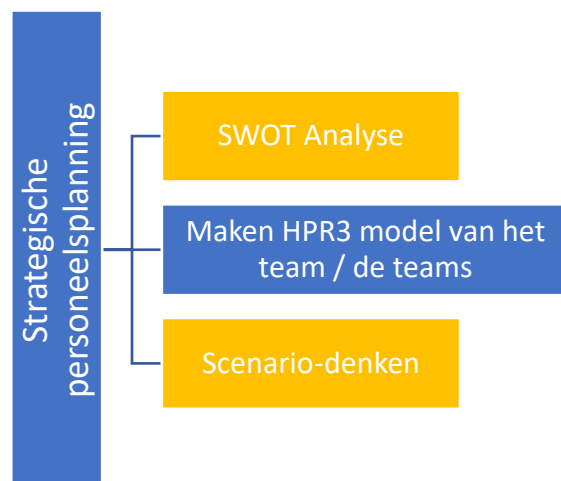 Strategische
personeelsplanning
SWOT Analyse
Maken HPR3 model van het
team / de teams
Scenario-denken